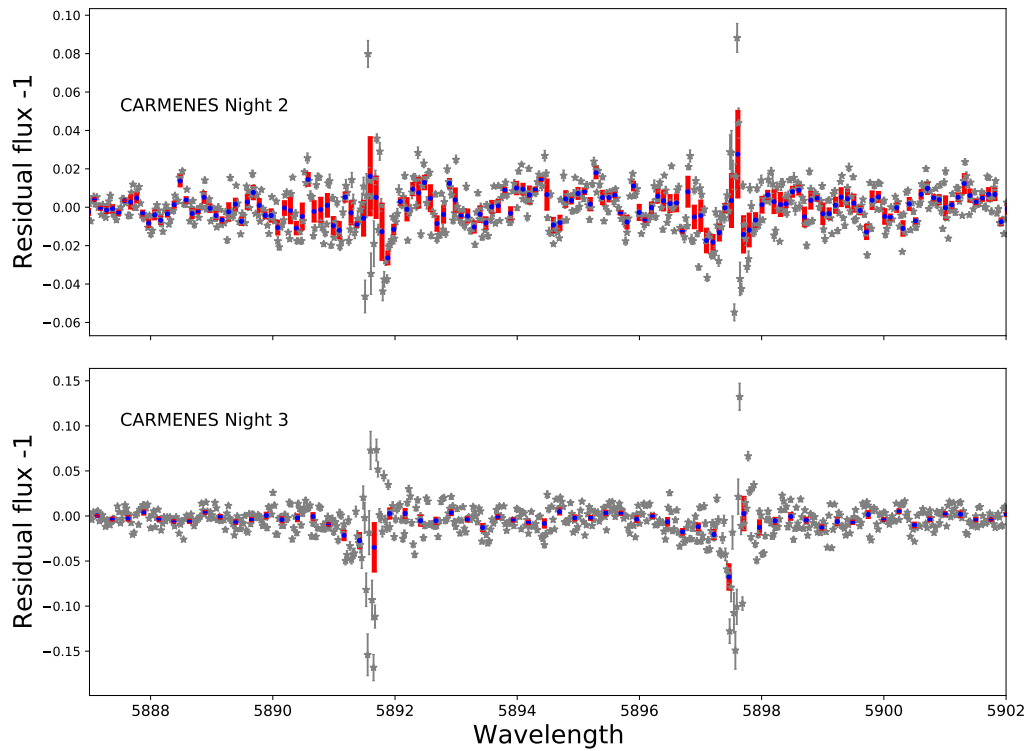 0.10
0.08
0.06
0.04
0.02
0.00
−0.02
−0.04
−0.06
Residual flux -1
CARMENES Night 2
0.15
0.10
0.05
0.00
−0.05
−0.10
−0.15
Residual flux -1
CARMENES Night 3
5888 5890 5892 5894 5896 5898 5900 5902
Wavelength